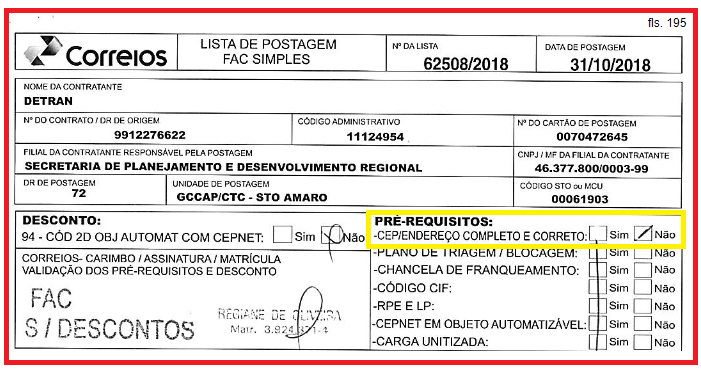 fls. 195
Correios
LISTA DE POSTAGEM
FAC SIMPLES
Nº DA LISTA
62508/2018
DATA DE POSTAGEM
31/10/2018
NOME DA CONTRATANTE
DETRAN
Nº DO CONTRATO / DR DE ORIGEM
9912276622
CÓDIGO ADMINISTRATIVO
11124954
Nº DO CARTÃO DE POSTAGEM
0070472645
FILIAL DA CONTRATANTE RESPONSÁVEL PELA POSTAGEM
SECRETARIA DE PLANEJAMENTO E DESENVOLVIMENTO REGIONAL
CNPJ / MF DA FILIAL DA CONTRATANTE
46.377.800/0003-99
DR DE POSTAGEM
72
UNIDADE DE POSTAGEM
GCCAP/CTC - STO AMARO
CÓDIGO STO ou MCU
00061903
DESCONTO:
94 - CÓD 2D OBJ AUTOMAT COM CEPNET: Sim Não
CORREIOS- CARIMBO / ASSINATURA / MATRÍCULA
VALIDAÇÃO DOS PRÉ-REQUISITOS E DESCONTO
FAC
S / DESCONTOS
REGIANE DE OLIVEIRA
Matr.
PRÉ-REQUISITOS:
-CEP/ENDEREÇO COMPLETO E CORRETO: Sim Não
-PLANO DE TRIAGEM / BLOCAGEM: Sim Não
-CHANCELA DE FRANQUEAMENTO: Sim Não
-CÓDIGO CIF: Sim Não
-RPE E LP: Sim Não
-CEPNET EM OBJETO AUTOMATIZÁVEL: Sim Não
-CARGA UNITIZADA: Sim Não